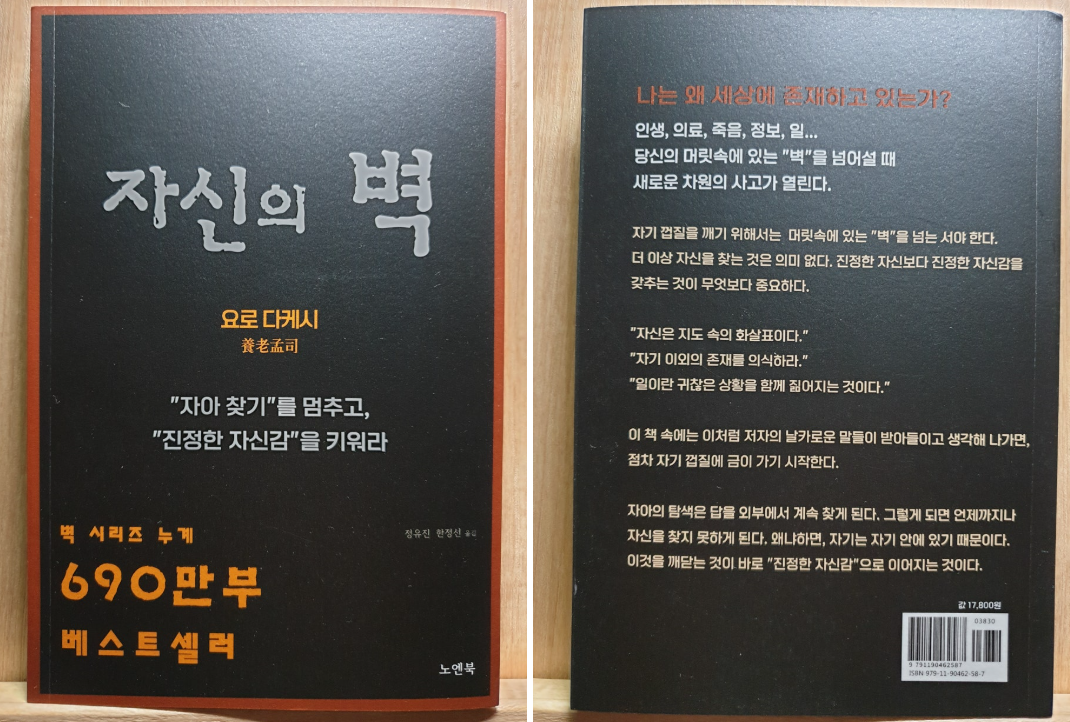 자신의 벽
요로 다케시
養老孟司
"자아 찾기"를 멈추고,
"진정한 자신감"을 키워라
벽 시리즈 누계
690만부
베스트셀러
정유진 한정선 옮김
노엔북
나는 왜 세상에 존재하고 있는가?
인생, 의료, 죽음, 정보, 일...
당신의 머릿속에 있는 "벽"을 넘어설 때
새로운 차원의 사고가 열린다.
자기 껍질을 깨기 위해서는 머릿속에 있는 "벽"을 넘는 서야 한다.
더 이상 자신을 찾는 것은 의미 없다. 진정한 자신보다 진정한 자신감을
갖추는 것이 무엇보다 중요하다.
"자신은 지도 속의 화살표이다."
"자기 이외의 존재를 의식하라."
"일이란 귀찮은 상황을 함께 짊어지는 것이다."
이 책 속에는 이처럼 저자의 날카로운 말들이 받아들이고 생각해 나가면,
점차 자기 껍질에 금이 가기 시작한다.
자아의 탐색은 답을 외부에서 계속 찾게 된다. 그렇게 되면 언제까지나
자신을 찾지 못하게 된다. 왜냐하면, 자기는 자기 안에 있기 때문이다.
이것을 깨닫는 것이 바로 "진정한 자신감"으로 이어지는 것이다.
값 17,800원
03830
9 791190 462587
ISBN 979-11-90462-58-7